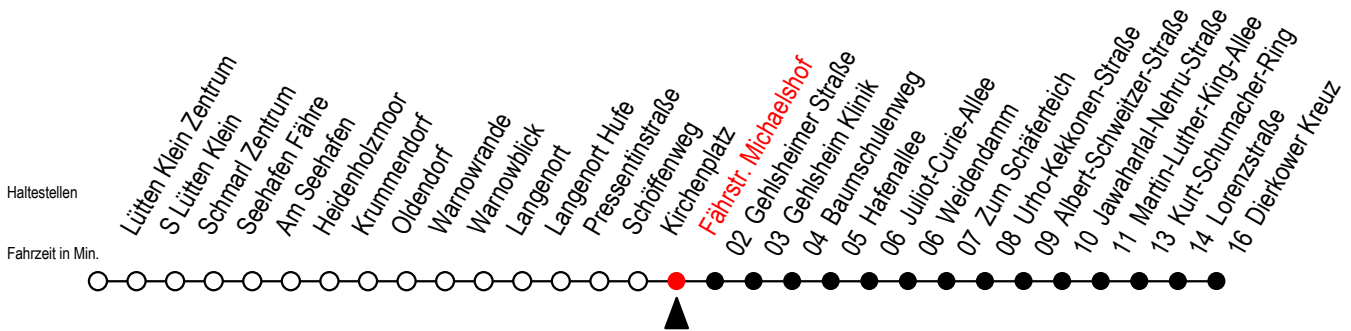 Haltestellen
Fahrzeit in Min.
Lütten Klein Zentrum
S Lütten Klein
Schmarl Zentrum
Seehafen Fähre
Am Seehafen
Heidenholzmoor
Krummendorf
Oldendorf
Warnowrande
Warnowblick
Langenort
Langenort Hufe
Pressentinstraße
Schöffenweg
Kirchenplatz
Fährstr. Michaelshof
02 Gehlsheimer Straße
03 Gehlsheim Klinik
04 Baumschulenweg
05 Hafenallee
06 Juliot-Curie-Allee
06 Weidendamm
07 Zum Schäferteich
08 Urho-Kekkonen-Straße
09 Albert-Schweitzer-Straße
10 Jawaharlal-Nehru-Straße
11 Martin-Luther-King-Allee
13 Kurt-Schumacher-Ring
14 Lorenzstraße
16 Dierkower Kreuz